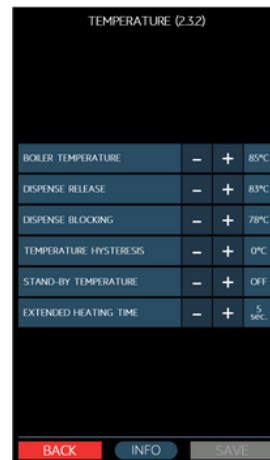 TEMPERATURE (2.3.2)
BOILER TEMPERATURE - + 85°C
DISPENSE RELEASE - + 83°C
DISPENSE BLOCKING - + 78°C
TEMPERATURE HYSTERESIS - + 0°C
STAND-BY TEMPERATURE - + OFF
EXTENDED HEATING TIME - + 5 sec.
BACK INFO SAVE